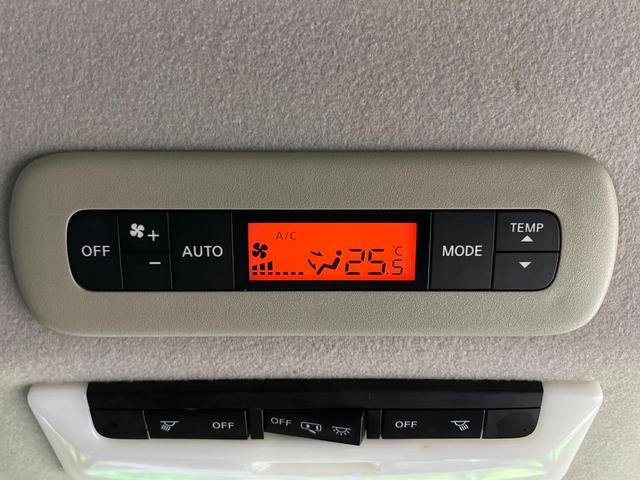 OFF + AUTO A/C 25.5 °C MODE TEMP
−
OFF OFF OFF